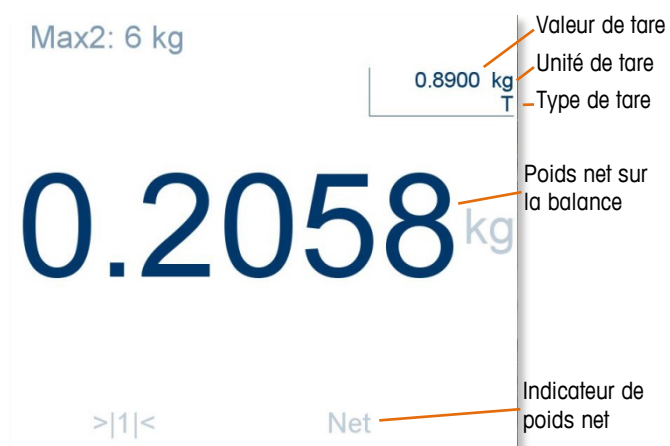 Max2: 6 kg
Valeur de tare
0.8900 kg
Unité de tare
T
Type de tare
0.2058 kg
Poids net sur
la balance
>|1|<
Net
Indicateur de
poids net